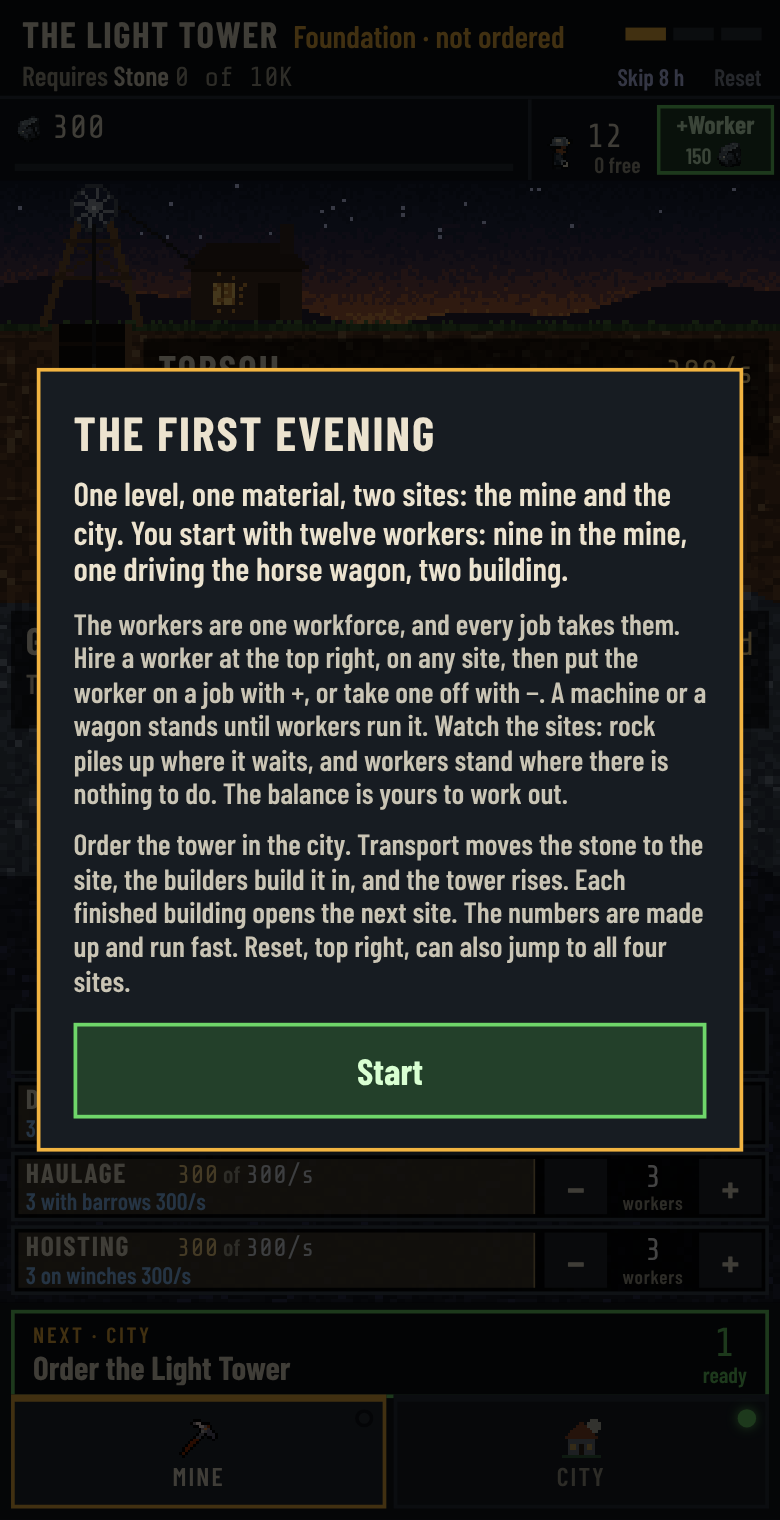 THE LIGHT TOWER Foundation · not ordered
Requires Stone 0 of 10K
Skip 8 h Reset
300
12
0 free
+Worker
150
THE FIRST EVENING
One level, one material, two sites: the mine and the
city. You start with twelve workers: nine in the mine,
one driving the horse wagon, two building.
The workers are one workforce, and every job takes them.
Hire a worker at the top right, on any site, then put the
worker on a job with +, or take one off with −. A machine or a
wagon stands until workers run it. Watch the sites: rock
piles up where it waits, and workers stand where there is
nothing to do. The balance is yours to work out.
Order the tower in the city. Transport moves the stone to the
site, the builders build it in, and the tower rises. Each
finished building opens the next site. The numbers are made
up and run fast. Reset, top right, can also jump to all four
sites.
Start
HAULAGE 300 of 300/s
3 with barrows 300/s
− 3 workers +
HOISTING 300 of 300/s
3 on winches 300/s
− 3 workers +
NEXT · CITY
Order the Light Tower
1
ready
MINE
CITY